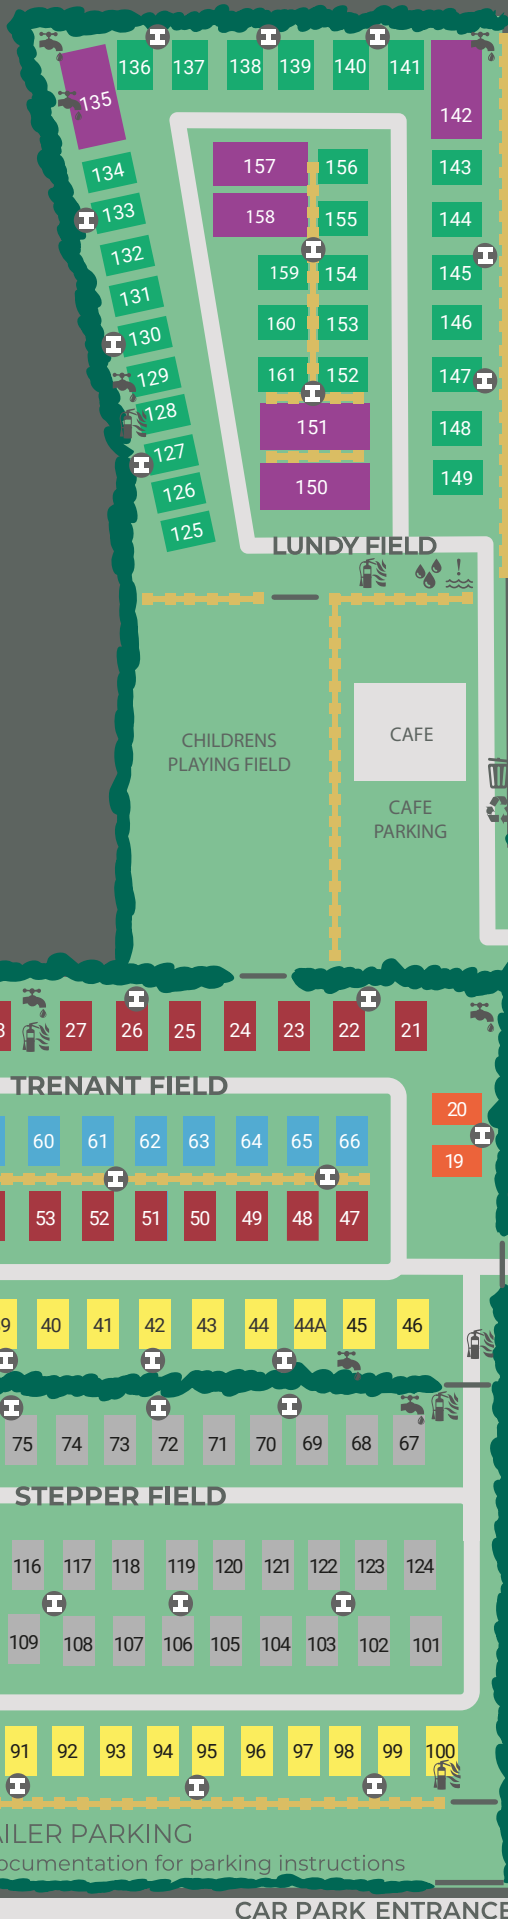 136 137 138 139 140 141
135
142
134
157 156 143
133
158 155 144
132
159 154 145
131
160 153 146
130
129
161 152 147
128
151 148
127
126
150 149
125
LUNDY FIELD
CHILDRENS
PLAYING FIELD
CAFE
CAFE
PARKING
27 26 25 24 23 22 21
TRENANT FIELD
20
60 61 62 63 64 65 66
19
53 52 51 50 49 48 47
9 40 41 42 43 44 44A 45 46
75 74 73 72 71 70 69 68 67
STEPPER FIELD
116 117 118 119 120 121 122 123 124
109 108 107 106 105 104 103 102 101
91 92 93 94 95 96 97 98 99 100
AILER PARKING
ocumentation for parking instructions
CAR PARK ENTRANCE